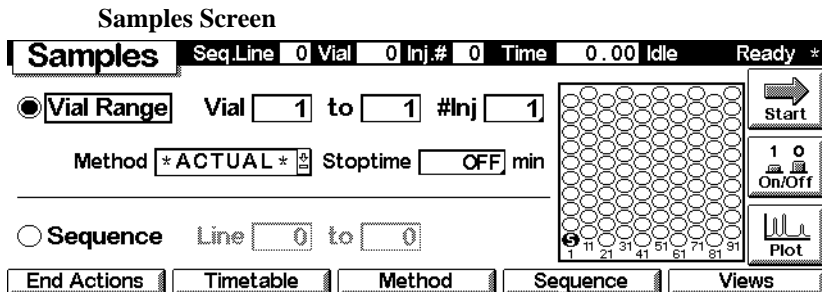 Samples Screen
Samples Seq.Line 0 Vial 0 Inj.# 0 Time 0.00 Idle Ready *
Vial Range Vial 1 to 1 #Inj 1
Start
Method *ACTUAL* Stoptime OFF min
1 0
On/Off
Sequence Line 0 to 0
S
1 11 21 31 41 51 61 71 81 91
Plot
End Actions Timetable Method Sequence Views